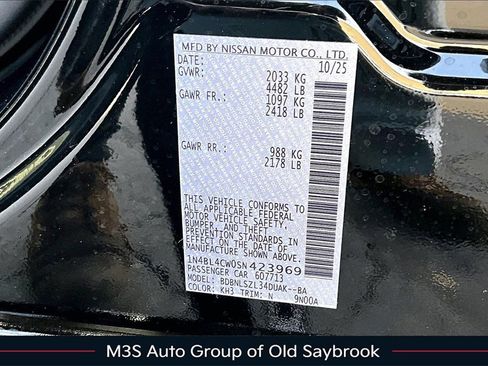 MFD BY NISSAN MOTOR CO., LTD.
DATE: 10/25
GVWR: 2033 KG
4482 LB
GAWR FR.: 1097 KG
2418 LB
GAWR RR.: 988 KG
2178 LB
THIS VEHICLE CONFORMS TO
ALL APPLICABLE FEDERAL
MOTOR VEHICLE SAFETY,
BUMPER, AND THEFT
PREVENTION STANDARDS
IN EFFECT ON THE DATE OF
MANUFACTURE SHOWN ABOVE.
1N4BL4CW0SN423969
PASSENGER CAR 607713
MODEL: BDBNLSZL34DUAK--BA
COLOR: KH3 TRIM: N 9N00A
M3S Auto Group of Old Saybrook